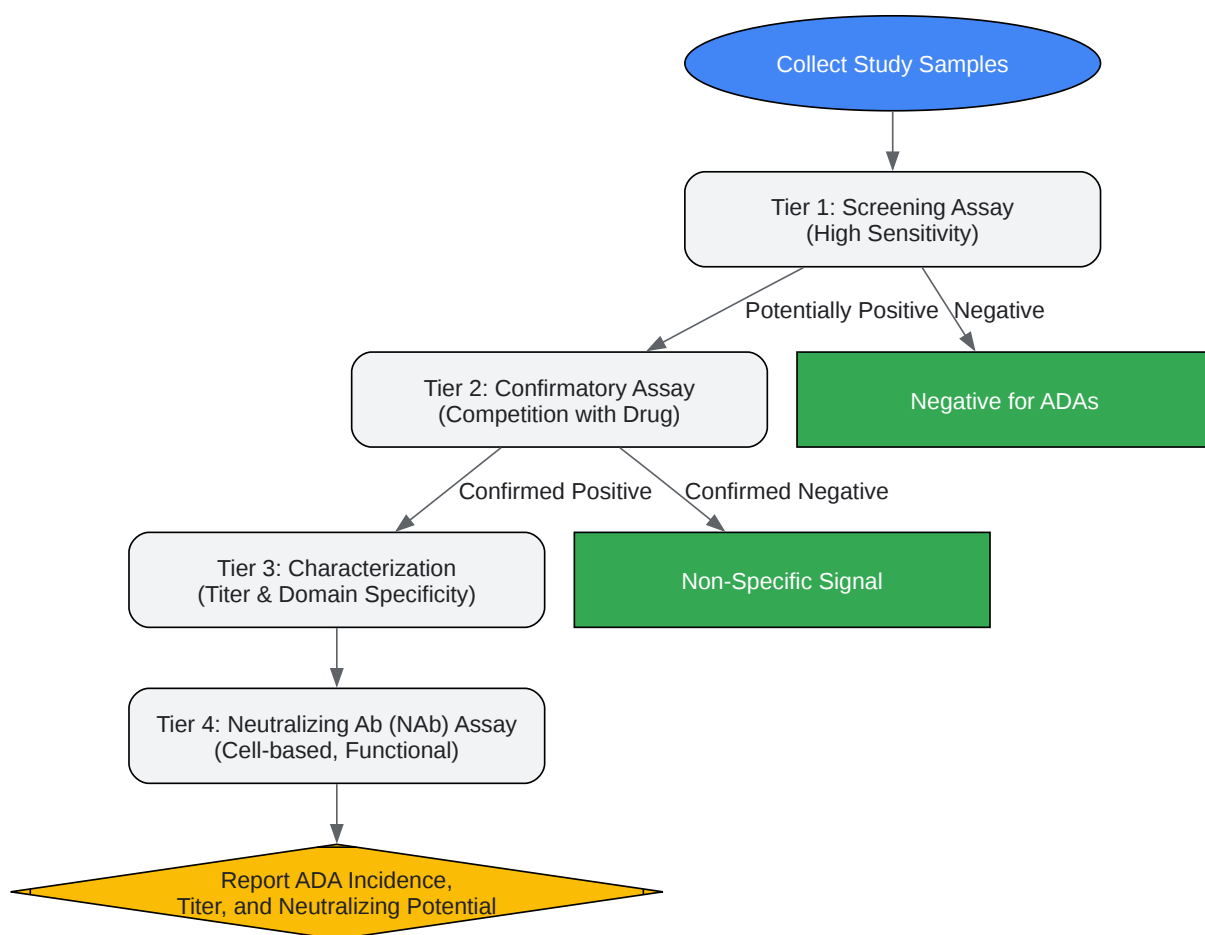 Collect Study Samples
Tier 1: Screening Assay
(High Sensitivity)
Potentially Positive
Negative
Tier 2: Confirmatory Assay
(Competition with Drug)
Negative for ADAs
Confirmed Positive
Confirmed Negative
Tier 3: Characterization
(Titer & Domain Specificity)
Non-Specific Signal
Tier 4: Neutralizing Ab (NAb) Assay
(Cell-based, Functional)
Report ADA Incidence,
Titer, and Neutralizing Potential